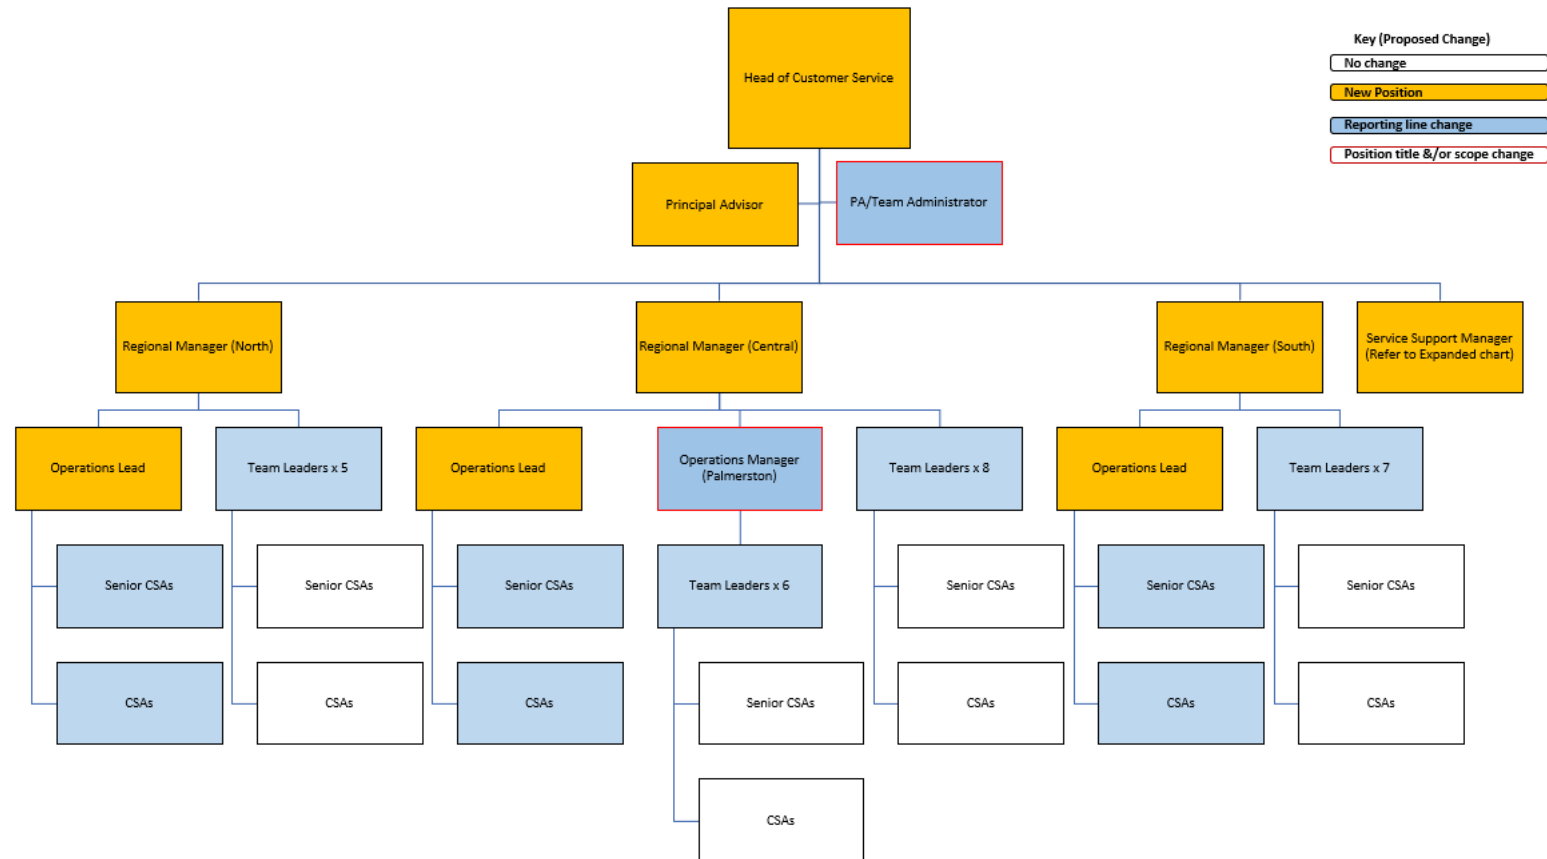 Key (Proposed Change)
No change
New Position
Reporting line change
Position title &/or scope change
Head of Customer Service
Principal Advisor
PA/Team Administrator
Regional Manager (North)
Regional Manager (Central)
Regional Manager (South)
Service Support Manager
(Refer to Expanded chart)
Operations Lead
Team Leaders x 5
Operations Lead
Operations Manager
(Palmerston)
Team Leaders x 8
Operations Lead
Team Leaders x 7
Senior CSAs
Senior CSAs
Senior CSAs
Team Leaders x 6
Senior CSAs
Senior CSAs
Senior CSAs
CSAs
CSAs
CSAs
Senior CSAs
CSAs
CSAs
CSAs
CSAs